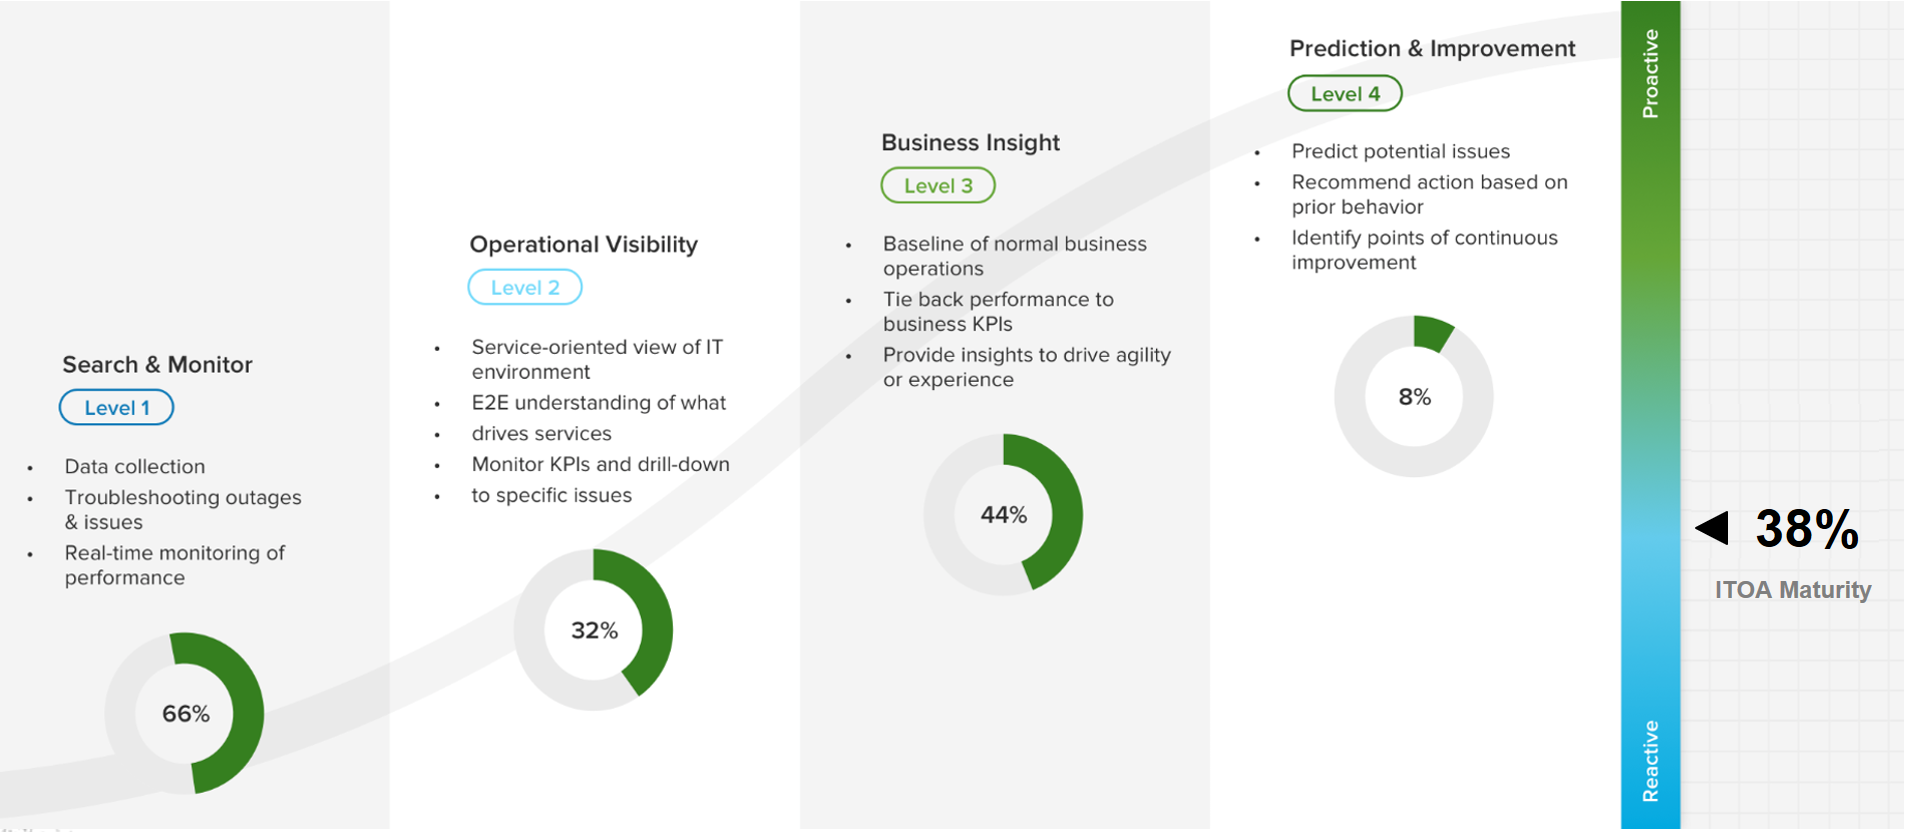 Search & Monitor
Level 1
• Data collection
• Troubleshooting outages
& issues
• Real-time monitoring of
performance
66%
Operational Visibility
Level 2
• Service-oriented view of IT
environment
• E2E understanding of what
• drives services
• Monitor KPIs and drill-down
• to specific issues
32%
Business Insight
Level 3
• Baseline of normal business
operations
• Tie back performance to
business KPIs
• Provide insights to drive agility
or experience
44%
Prediction & Improvement
Level 4
• Predict potential issues
• Recommend action based on
prior behavior
• Identify points of continuous
improvement
8%
Proactive
Reactive
38%
ITOA Maturity